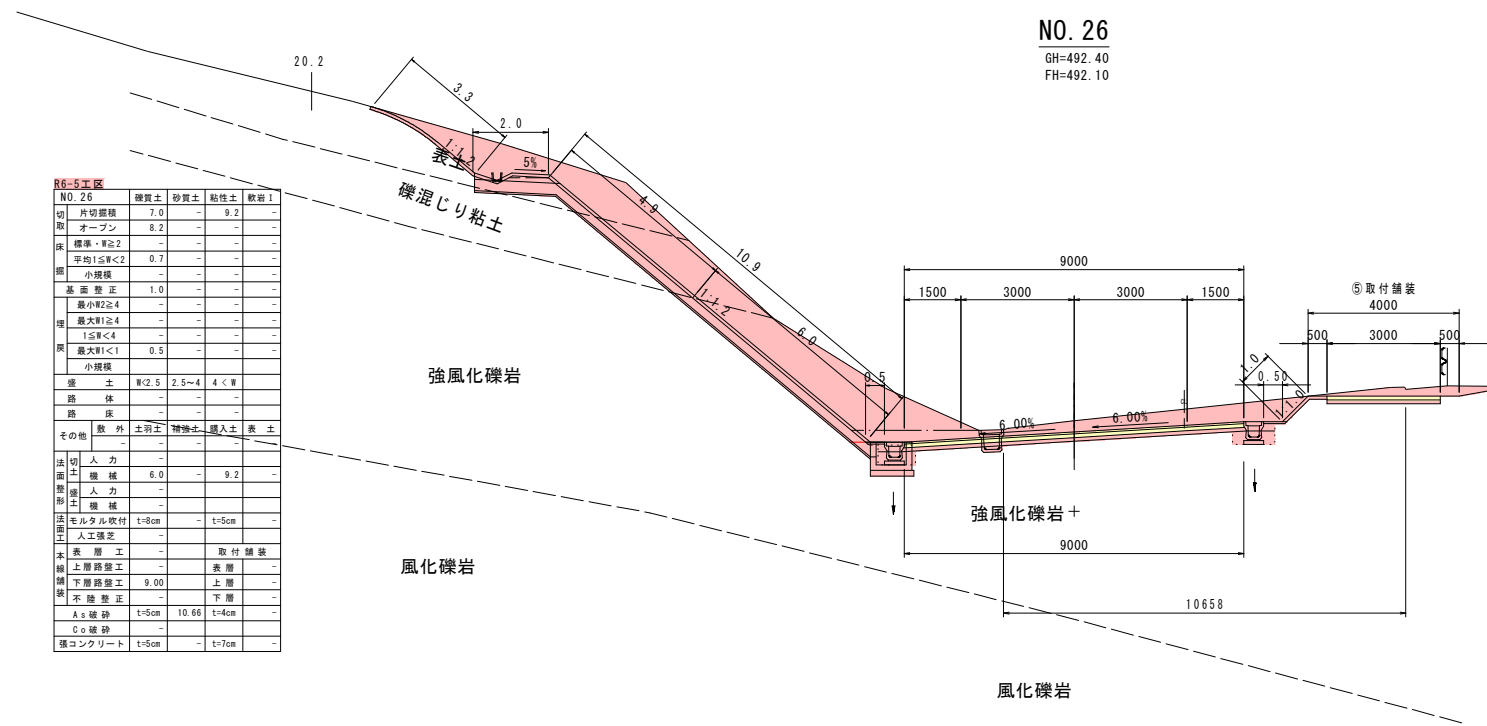 NO. 26
GH=492.40
FH=492.10
20.2
3.3
2.0
1:1.2
表土
5%
礫混じり粘土
4.9
10.9
1:1.2
6.0
強風化礫岩
0.5
9000
1500 3000 3000 1500
⑤取付舗装
4000
500 3000 500
1.0
0.50
1:1.0
6.00% 6.00%
強風化礫岩＋
9000
10658
風化礫岩
風化礫岩
R6-5工区
NO. 26 礫質土 砂質土 粘性土 軟岩Ⅰ
切取 片切掘積 7.0 - 9.2 -
オープン 8.2 - - -
床掘 標準・W≧2 - - - -
平均1≦W<2 0.7 - - -
小規模 - - - -
基面整正 1.0 - - -
埋戻 最小W2≧4 - - - -
最大W1≧4 - - - -
1≦W<4 - - - -
最大W1<1 0.5 - - -
小規模
盛土 W<2.5 2.5～4 4<W
路体 - - -
路床 - - -
その他 敷外 土羽土 補強土 購入土 表土
- - - - -
法面整形 切土 人力 -
機械 6.0 - 9.2 -
盛土 人力 -
機械 -
法面工 モルタル吹付 t=8cm - t=5cm -
人工張芝 -
本線舗装 表層工 - 取付舗装
上層路盤工 - 表層 -
下層路盤工 9.00 上層 -
不陸整正 - 下層 -
As破砕 t=5cm 10.66 t=4cm -
Co破砕 -
張コンクリート t=5cm - t=7cm -